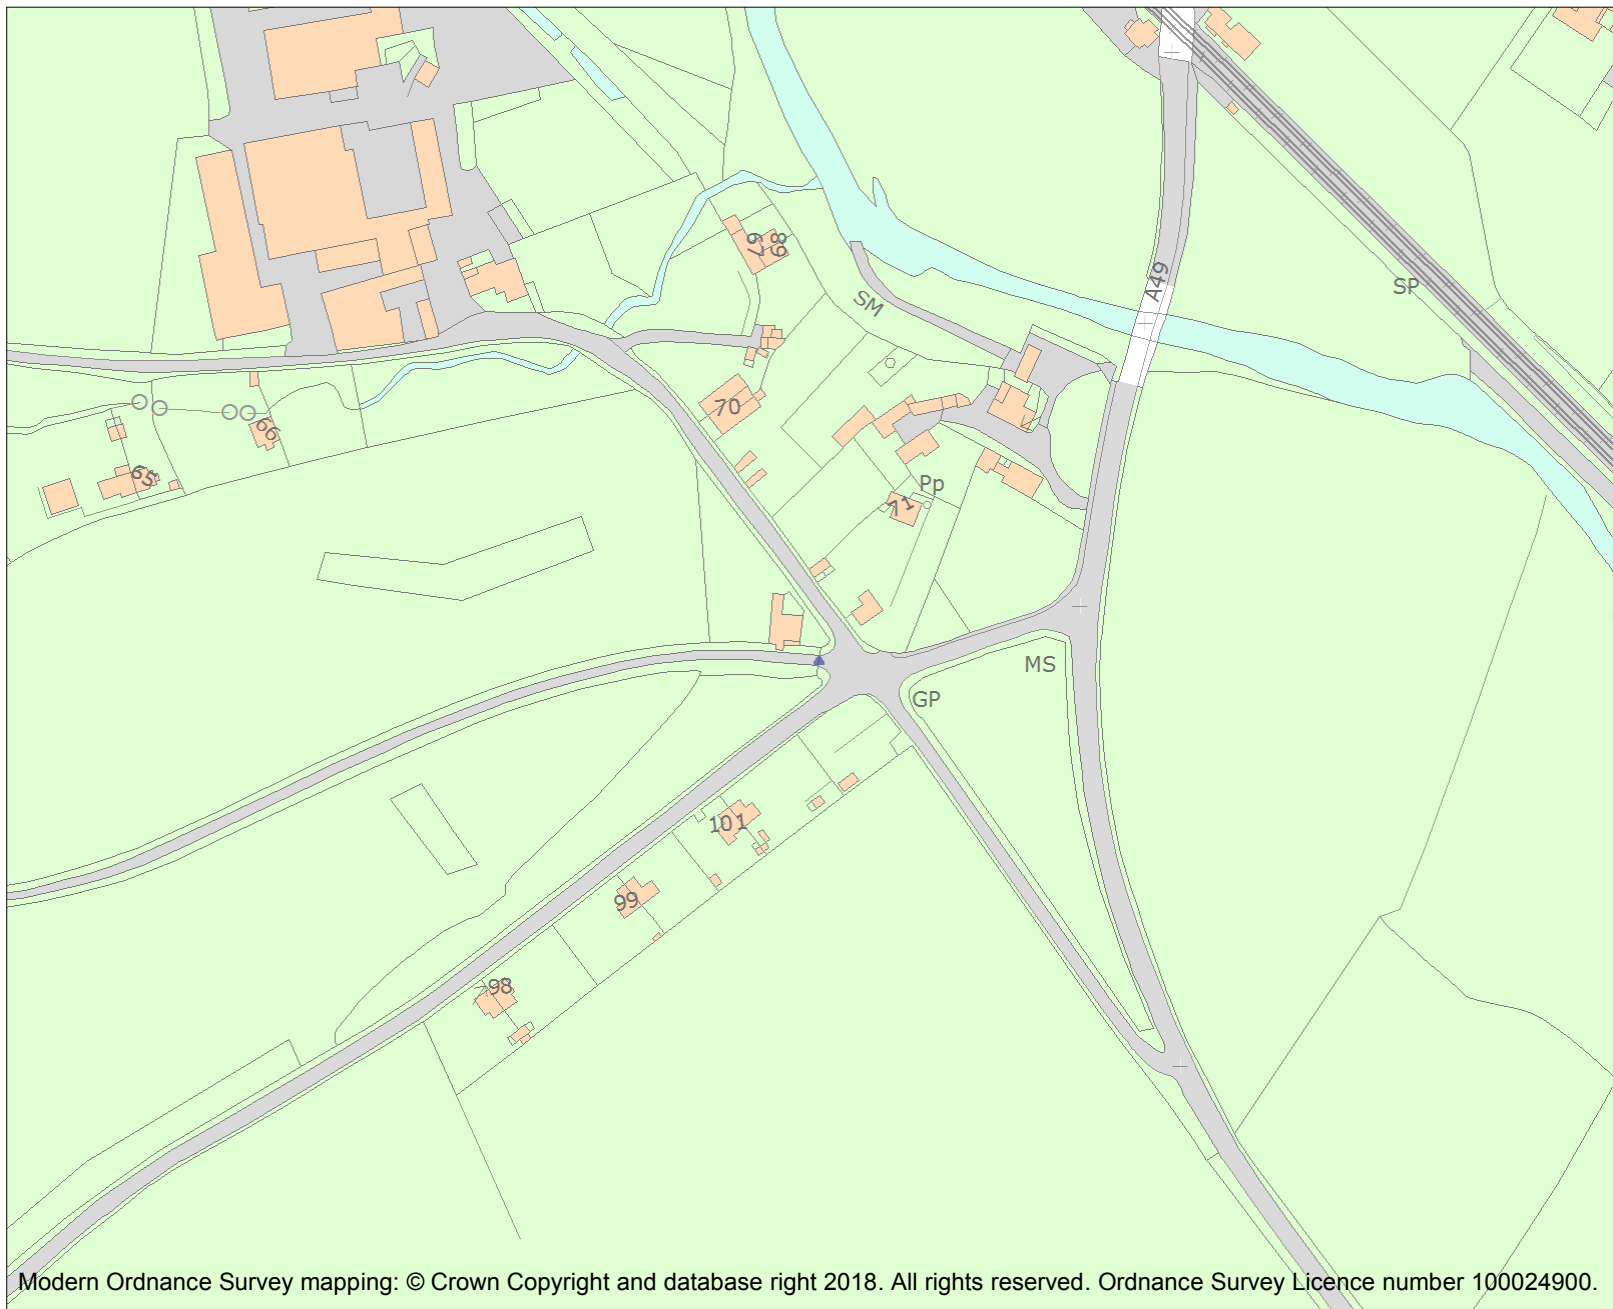 A49
SP
67
68
SM
70
66
65
Pp
71
MS
GP
101
99
98
Modern Ordnance Survey mapping: © Crown Copyright and database right 2018. All rights reserved. Ordnance Survey Licence number 100024900.